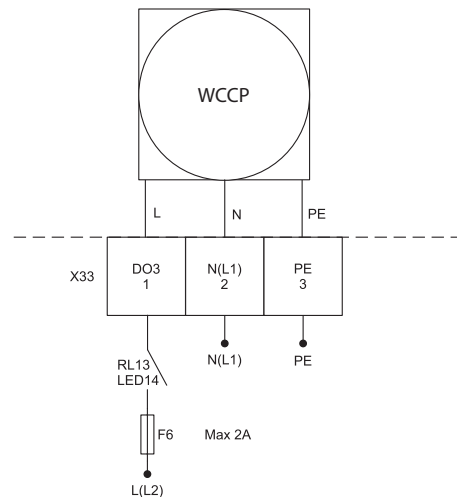 WCCP
L
N
PE
X33
DO3
1
N(L1)
2
PE
3
N(L1)
PE
RL13
LED14
F6
Max 2A
L(L2)